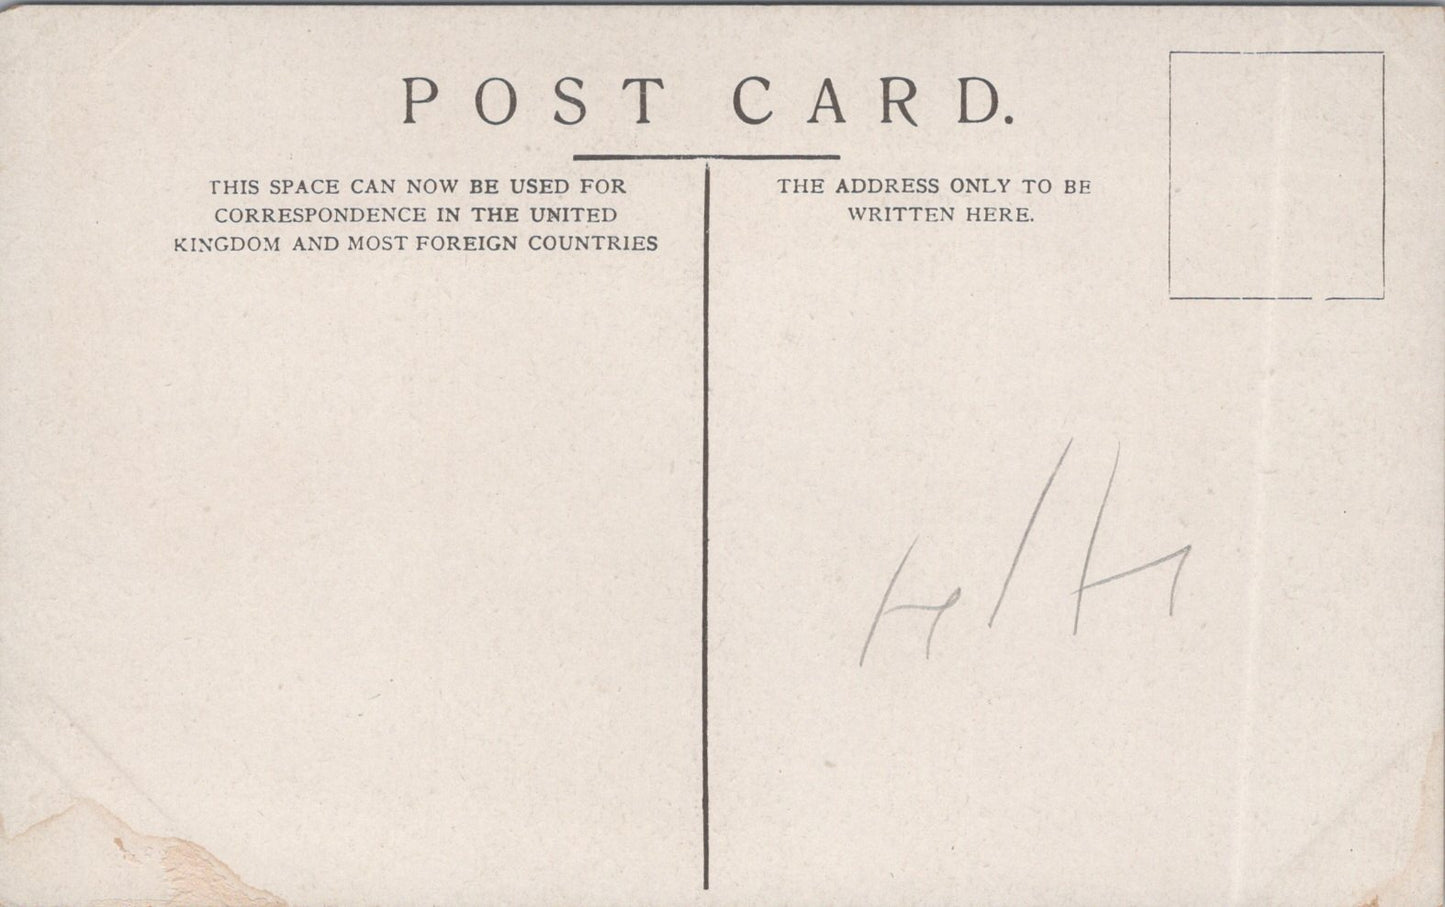 POST CARD.
THIS SPACE CAN NOW BE USED FOR
CORRESPONDENCE IN THE UNITED
KINGDOM AND MOST FOREIGN COUNTRIES
THE ADDRESS ONLY TO BE
WRITTEN HERE.